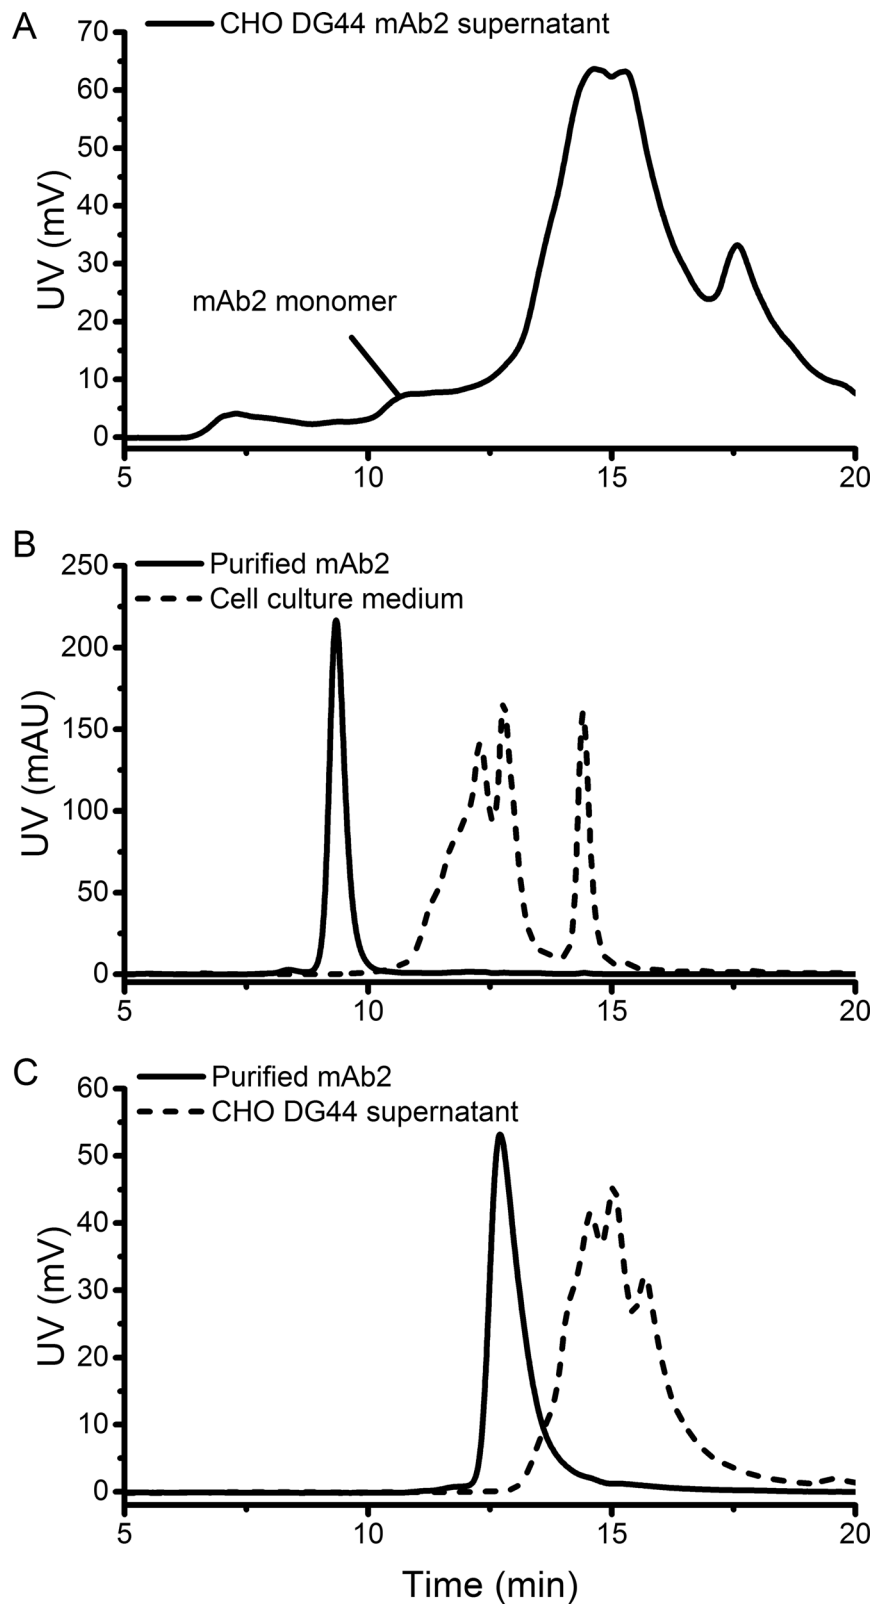 A
CHO DG44 mAb2 supernatant
70
60
50
40
30
20
10
0
UV (mV)
mAb2 monomer
5
10
15
20
B
Purified mAb2
Cell culture medium
250
200
150
100
50
0
UV (mAU)
5
10
15
20
C
Purified mAb2
CHO DG44 supernatant
60
50
40
30
20
10
0
UV (mV)
5
10
15
20
Time (min)